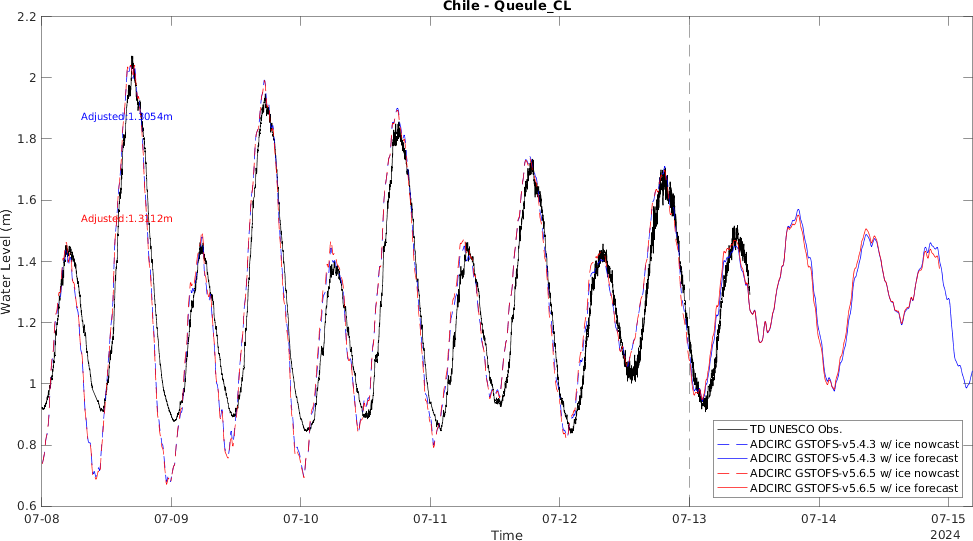 Chile - Queule_CL
2.2
2
1.8
1.6
1.4
1.2
1
0.8
0.6
Water Level (m)
Adjusted:1.3054m
Adjusted:1.3112m
07-08
07-09
07-10
07-11
07-12
07-13
07-14
07-15
2024
Time
TD UNESCO Obs.
ADCIRC GSTOFS-v5.4.3 w/ ice nowcast
ADCIRC GSTOFS-v5.4.3 w/ ice forecast
ADCIRC GSTOFS-v5.6.5 w/ ice nowcast
ADCIRC GSTOFS-v5.6.5 w/ ice forecast